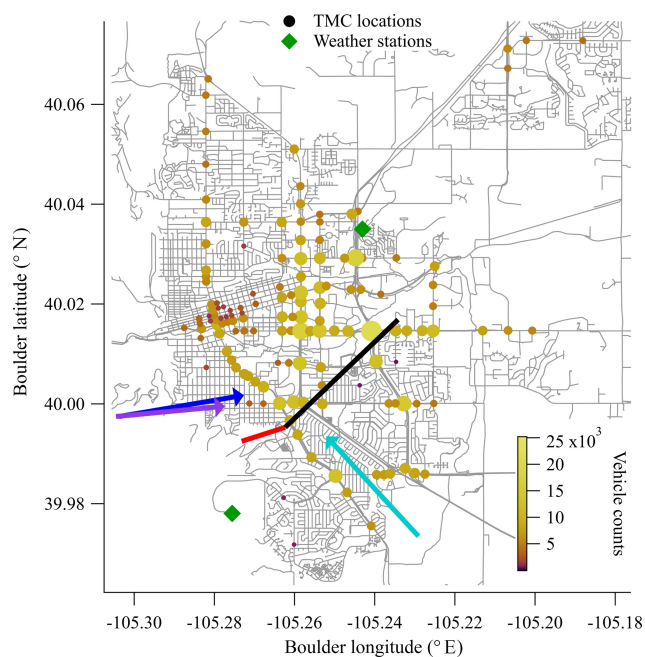 TMC locations
Weather stations
40.06
40.04
40.02
40.00
39.98
Boulder latitude (° N)
25 x10³
20
15
10
5
Vehicle counts
-105.30 -105.28 -105.26 -105.24 -105.22 -105.20 -105.18
Boulder longitude (° E)